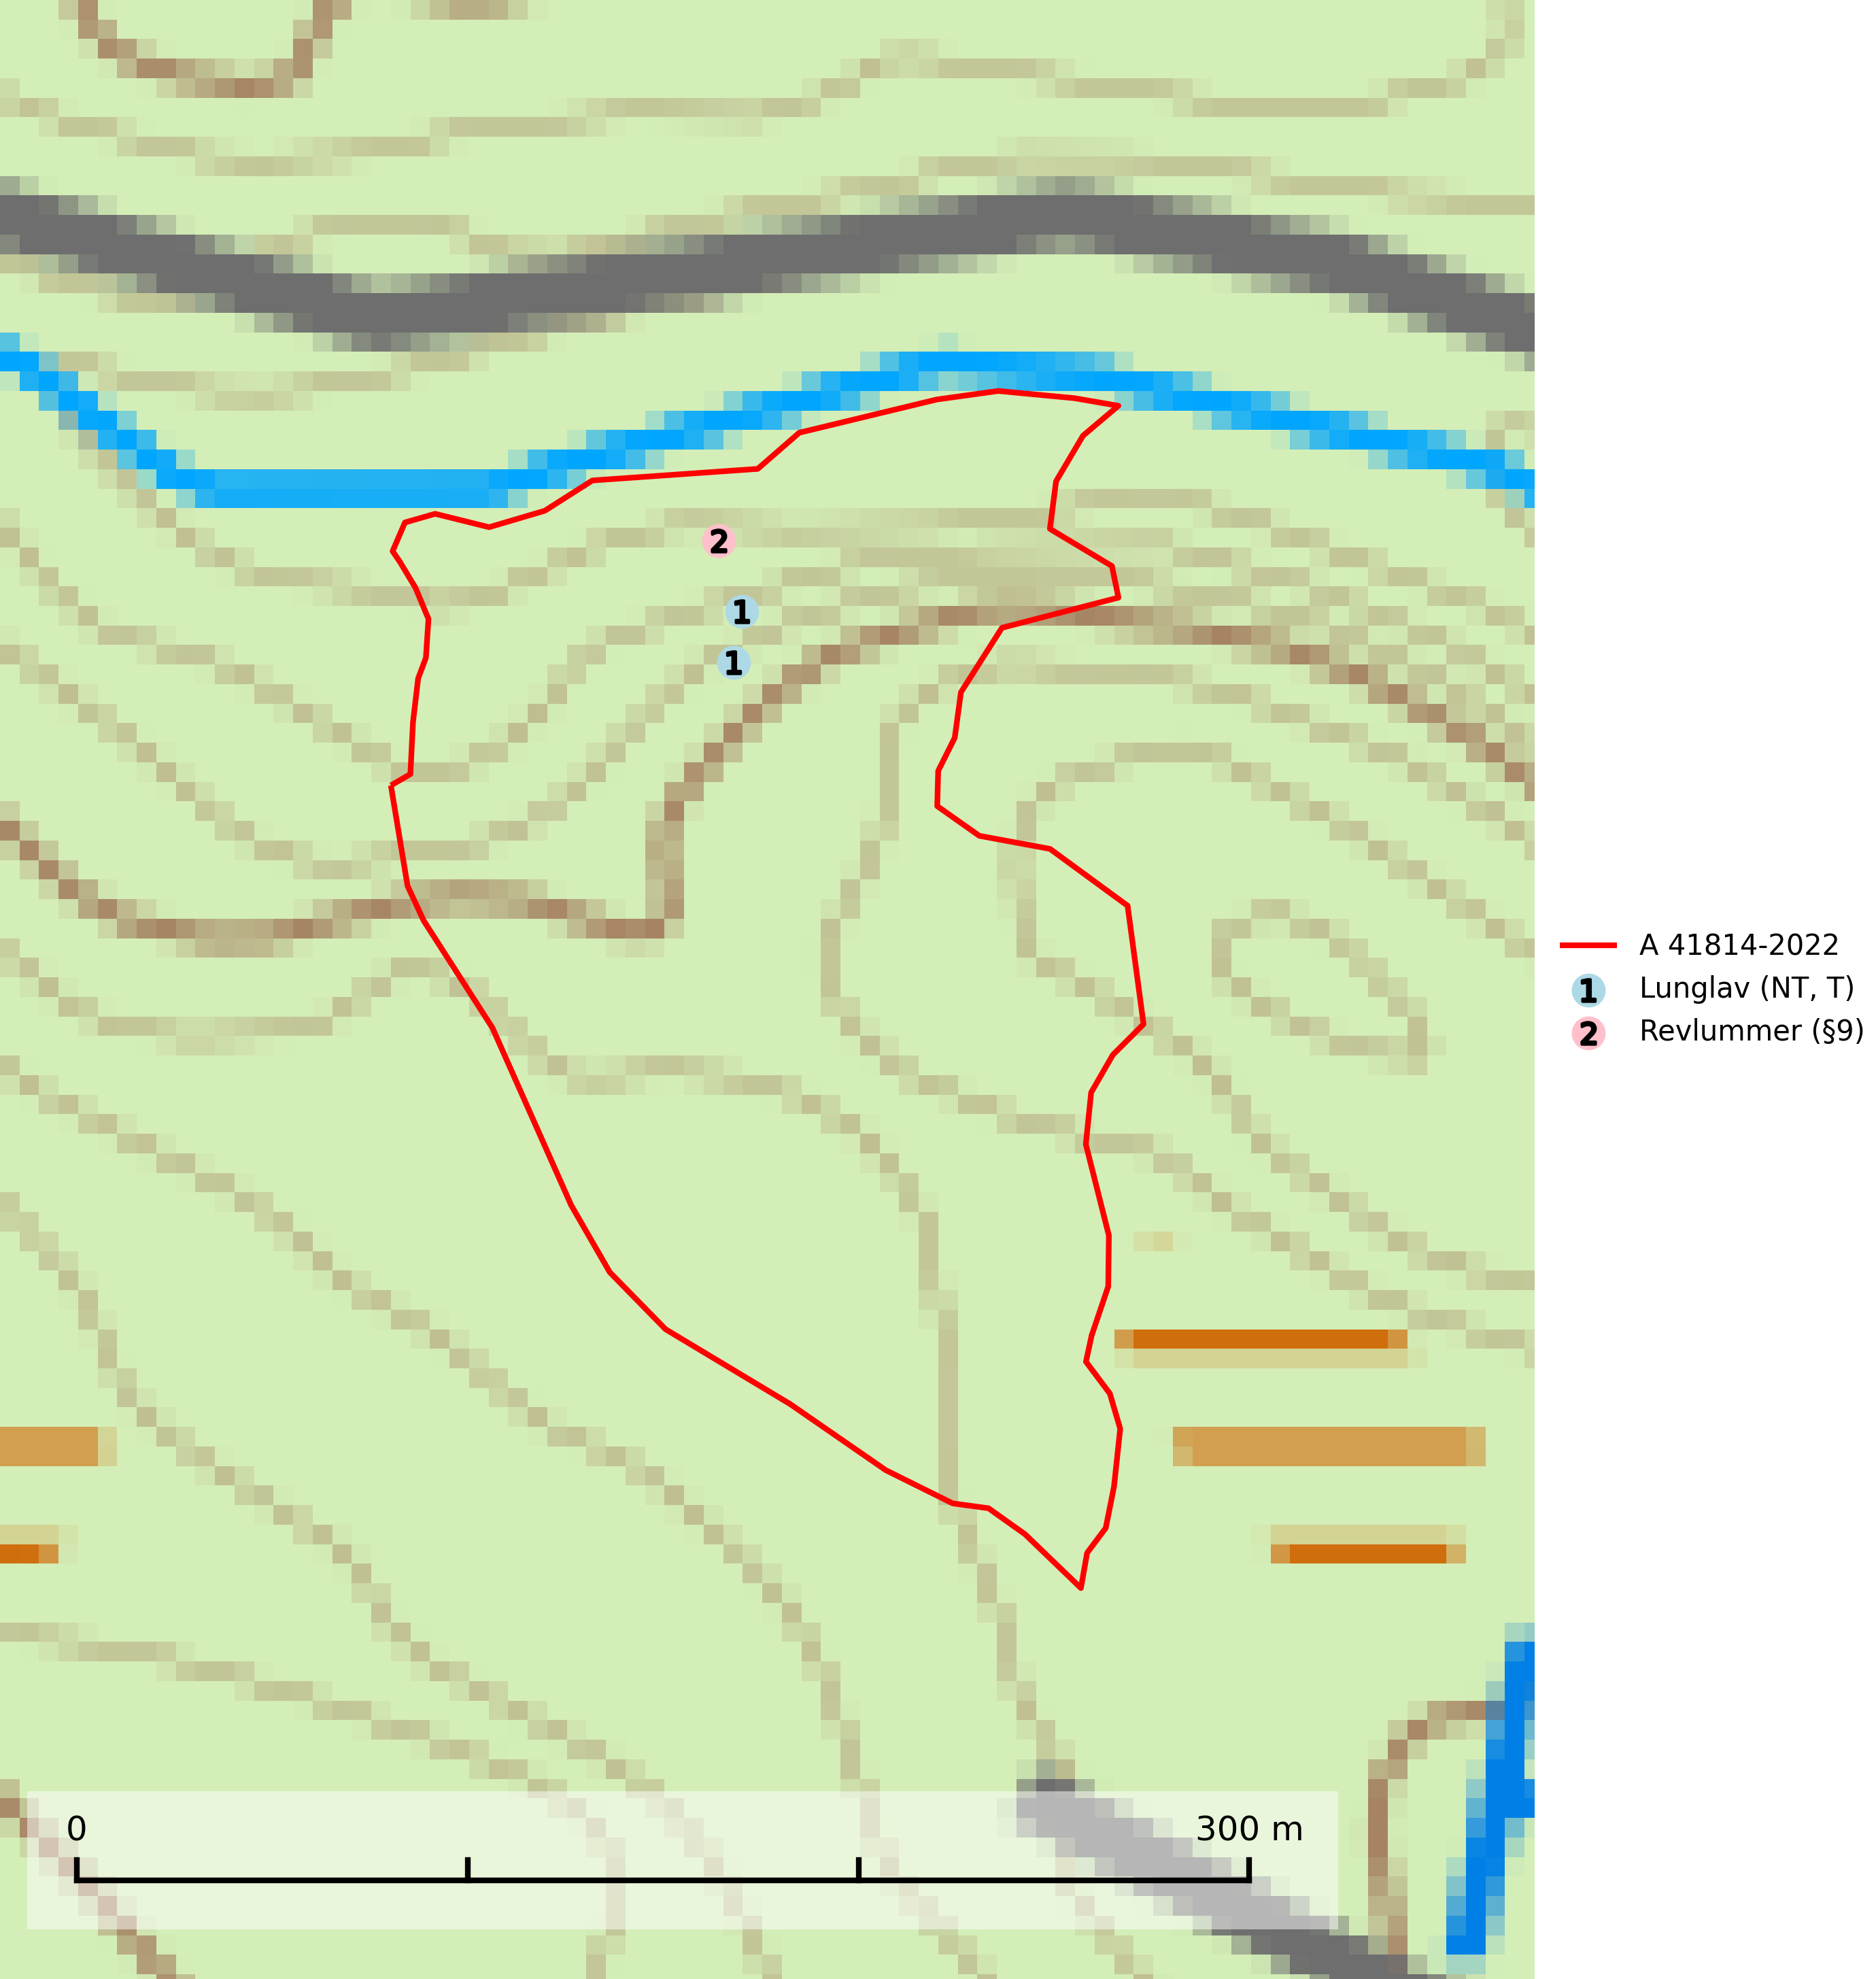 2
1
1
A 41814-2022
1 Lunglav (NT, T)
2 Revlummer (§9)
0 300 m